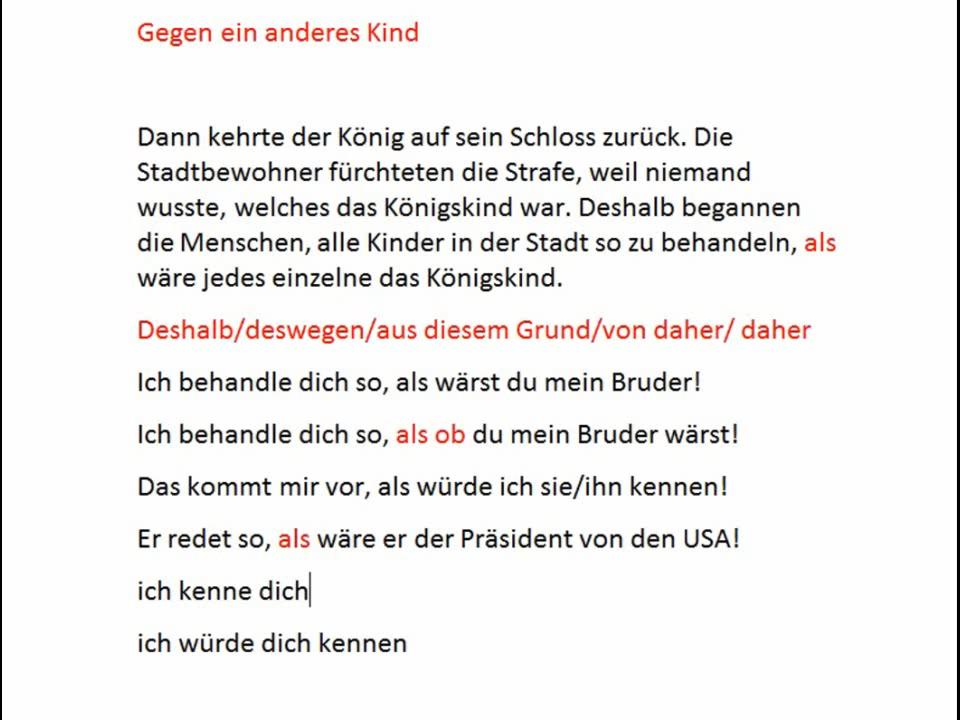 Gegen ein anderes Kind
Dann kehrte der König auf sein Schloss zurück. Die
Stadtbewohner fürchteten die Strafe, weil niemand
wusste, welches das Königskind war. Deshalb begannen
die Menschen, alle Kinder in der Stadt so zu behandeln, als
wäre jedes einzelne das Königskind.
Deshalb/deswegen/aus diesem Grund/von daher/ daher
Ich behandle dich so, als wärst du mein Bruder!
Ich behandle dich so, als ob du mein Bruder wärst!
Das kommt mir vor, als würde ich sie/ihn kennen!
Er redet so, als wäre er der Präsident von den USA!
ich kenne dich
ich würde dich kennen